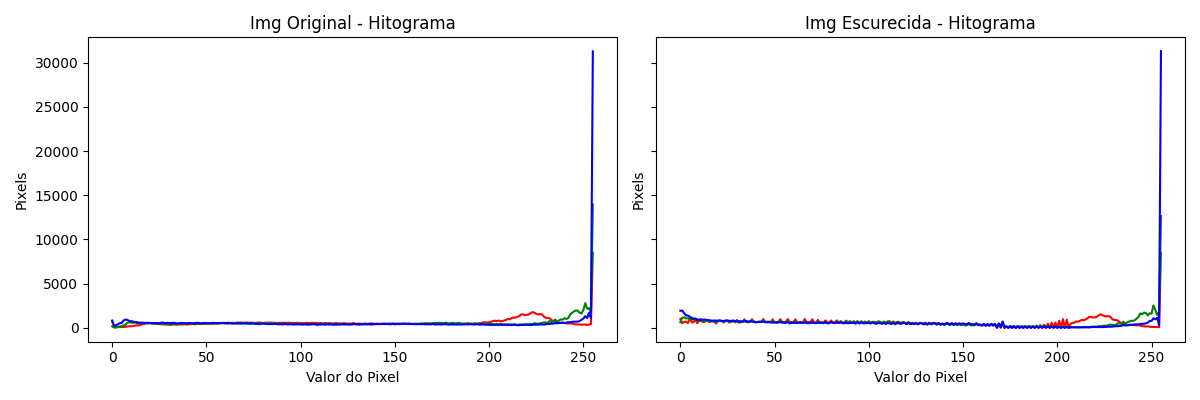 Img Original - Hitograma
Pixels
30000
25000
20000
15000
10000
5000
0
0 50 100 150 200 250
Valor do Pixel
Img Escurecida - Hitograma
Pixels
0 50 100 150 200 250
Valor do Pixel